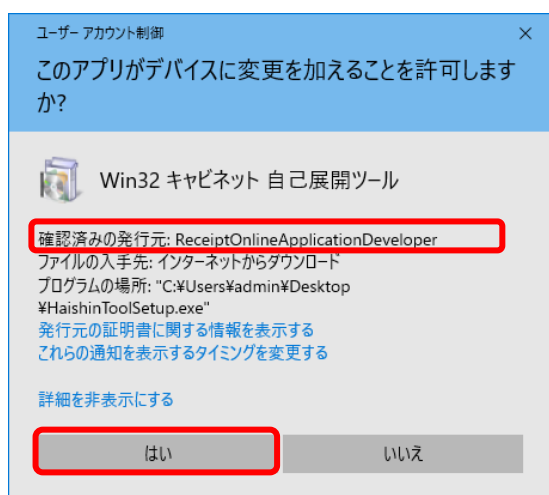 ユーザー アカウント制御
このアプリがデバイスに変更を加えることを許可します
か?
Win32 キャビネット 自己展開ツール
確認済みの発行元: ReceiptOnlineApplicationDeveloper
ファイルの入手先: インターネットからダウンロード
プログラムの場所: "C:¥Users¥admin¥Desktop
¥HaishinToolSetup.exe"
発行元の証明書に関する情報を表示する
これらの通知を表示するタイミングを変更する
詳細を非表示にする
はい
いいえ